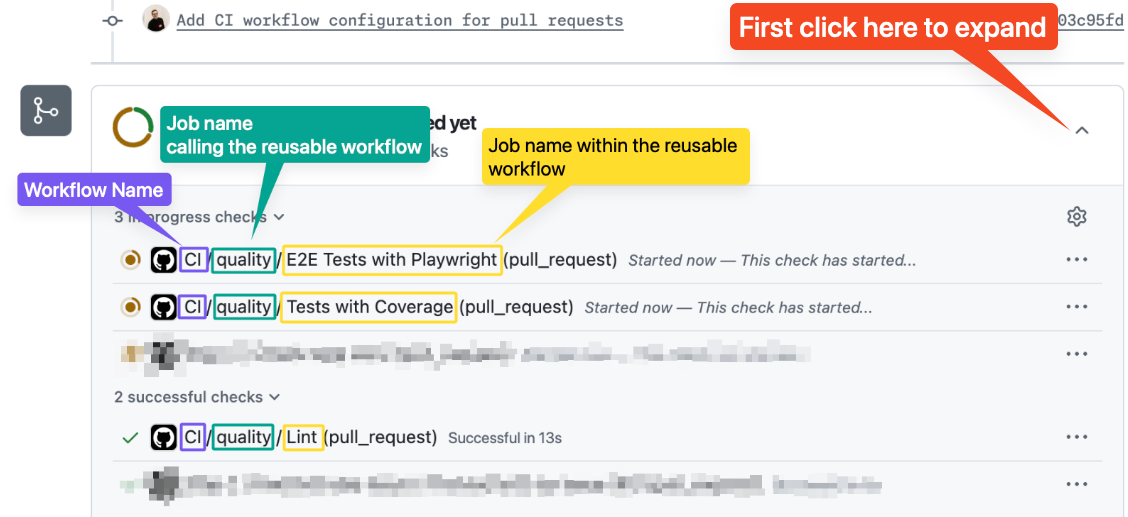 Add CI workflow configuration for pull requests
03c95fd
First click here to expand
Job name
calling the reusable workflow
ed yet
ks
Job name within the reusable
workflow
Workflow Name
3 in progress checks
CI / quality / E2E Tests with Playwright (pull_request) Started now — This check has started...
CI / quality / Tests with Coverage (pull_request) Started now — This check has started...
2 successful checks
CI / quality / Lint (pull_request) Successful in 13s